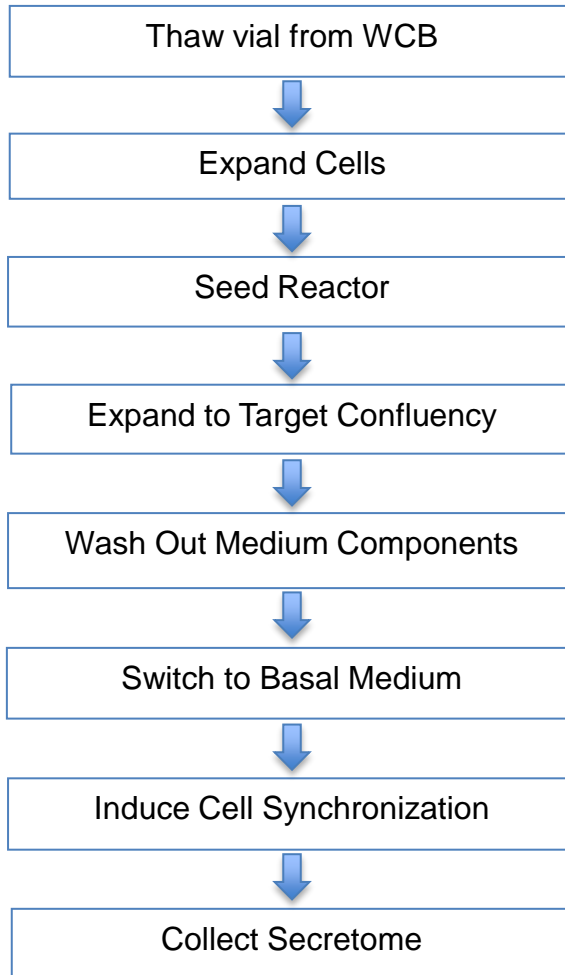 Thaw vial from WCB
Expand Cells
Seed Reactor
Expand to Target Confluency
Wash Out Medium Components
Switch to Basal Medium
Induce Cell Synchronization
Collect Secretome